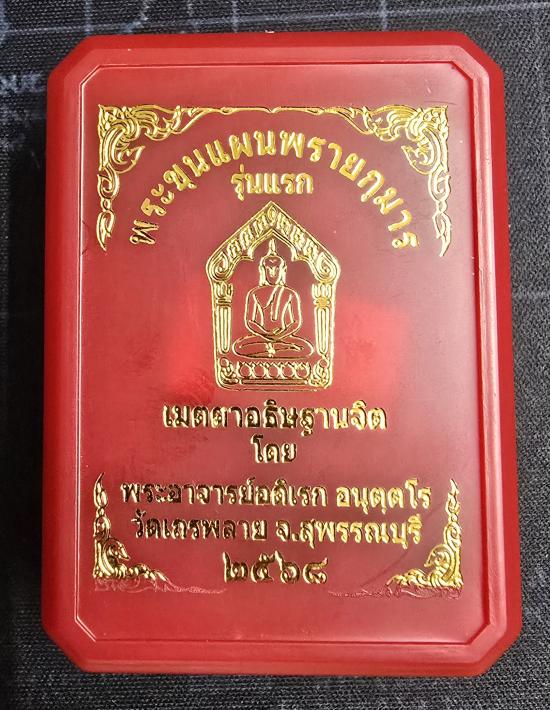 พระขุนแผนพรายกุมาร
รุ่นแรก
เมตตาอธิษฐานจิต
โดย
พระอาจารย์อติเรก อนุตฺตโร
วัดเถรพลาย จ.สุพรรณบุรี
๒๕๖๘